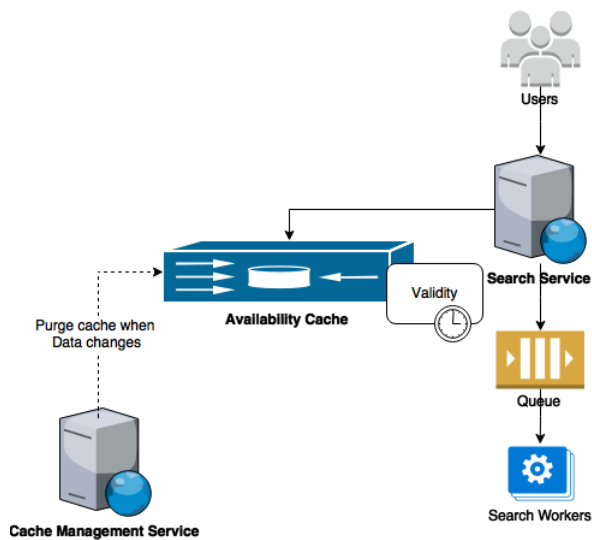 Users
Search Service
Validity
Availability Cache
Purge cache when
Data changes
Queue
Search Workers
Cache Management Service